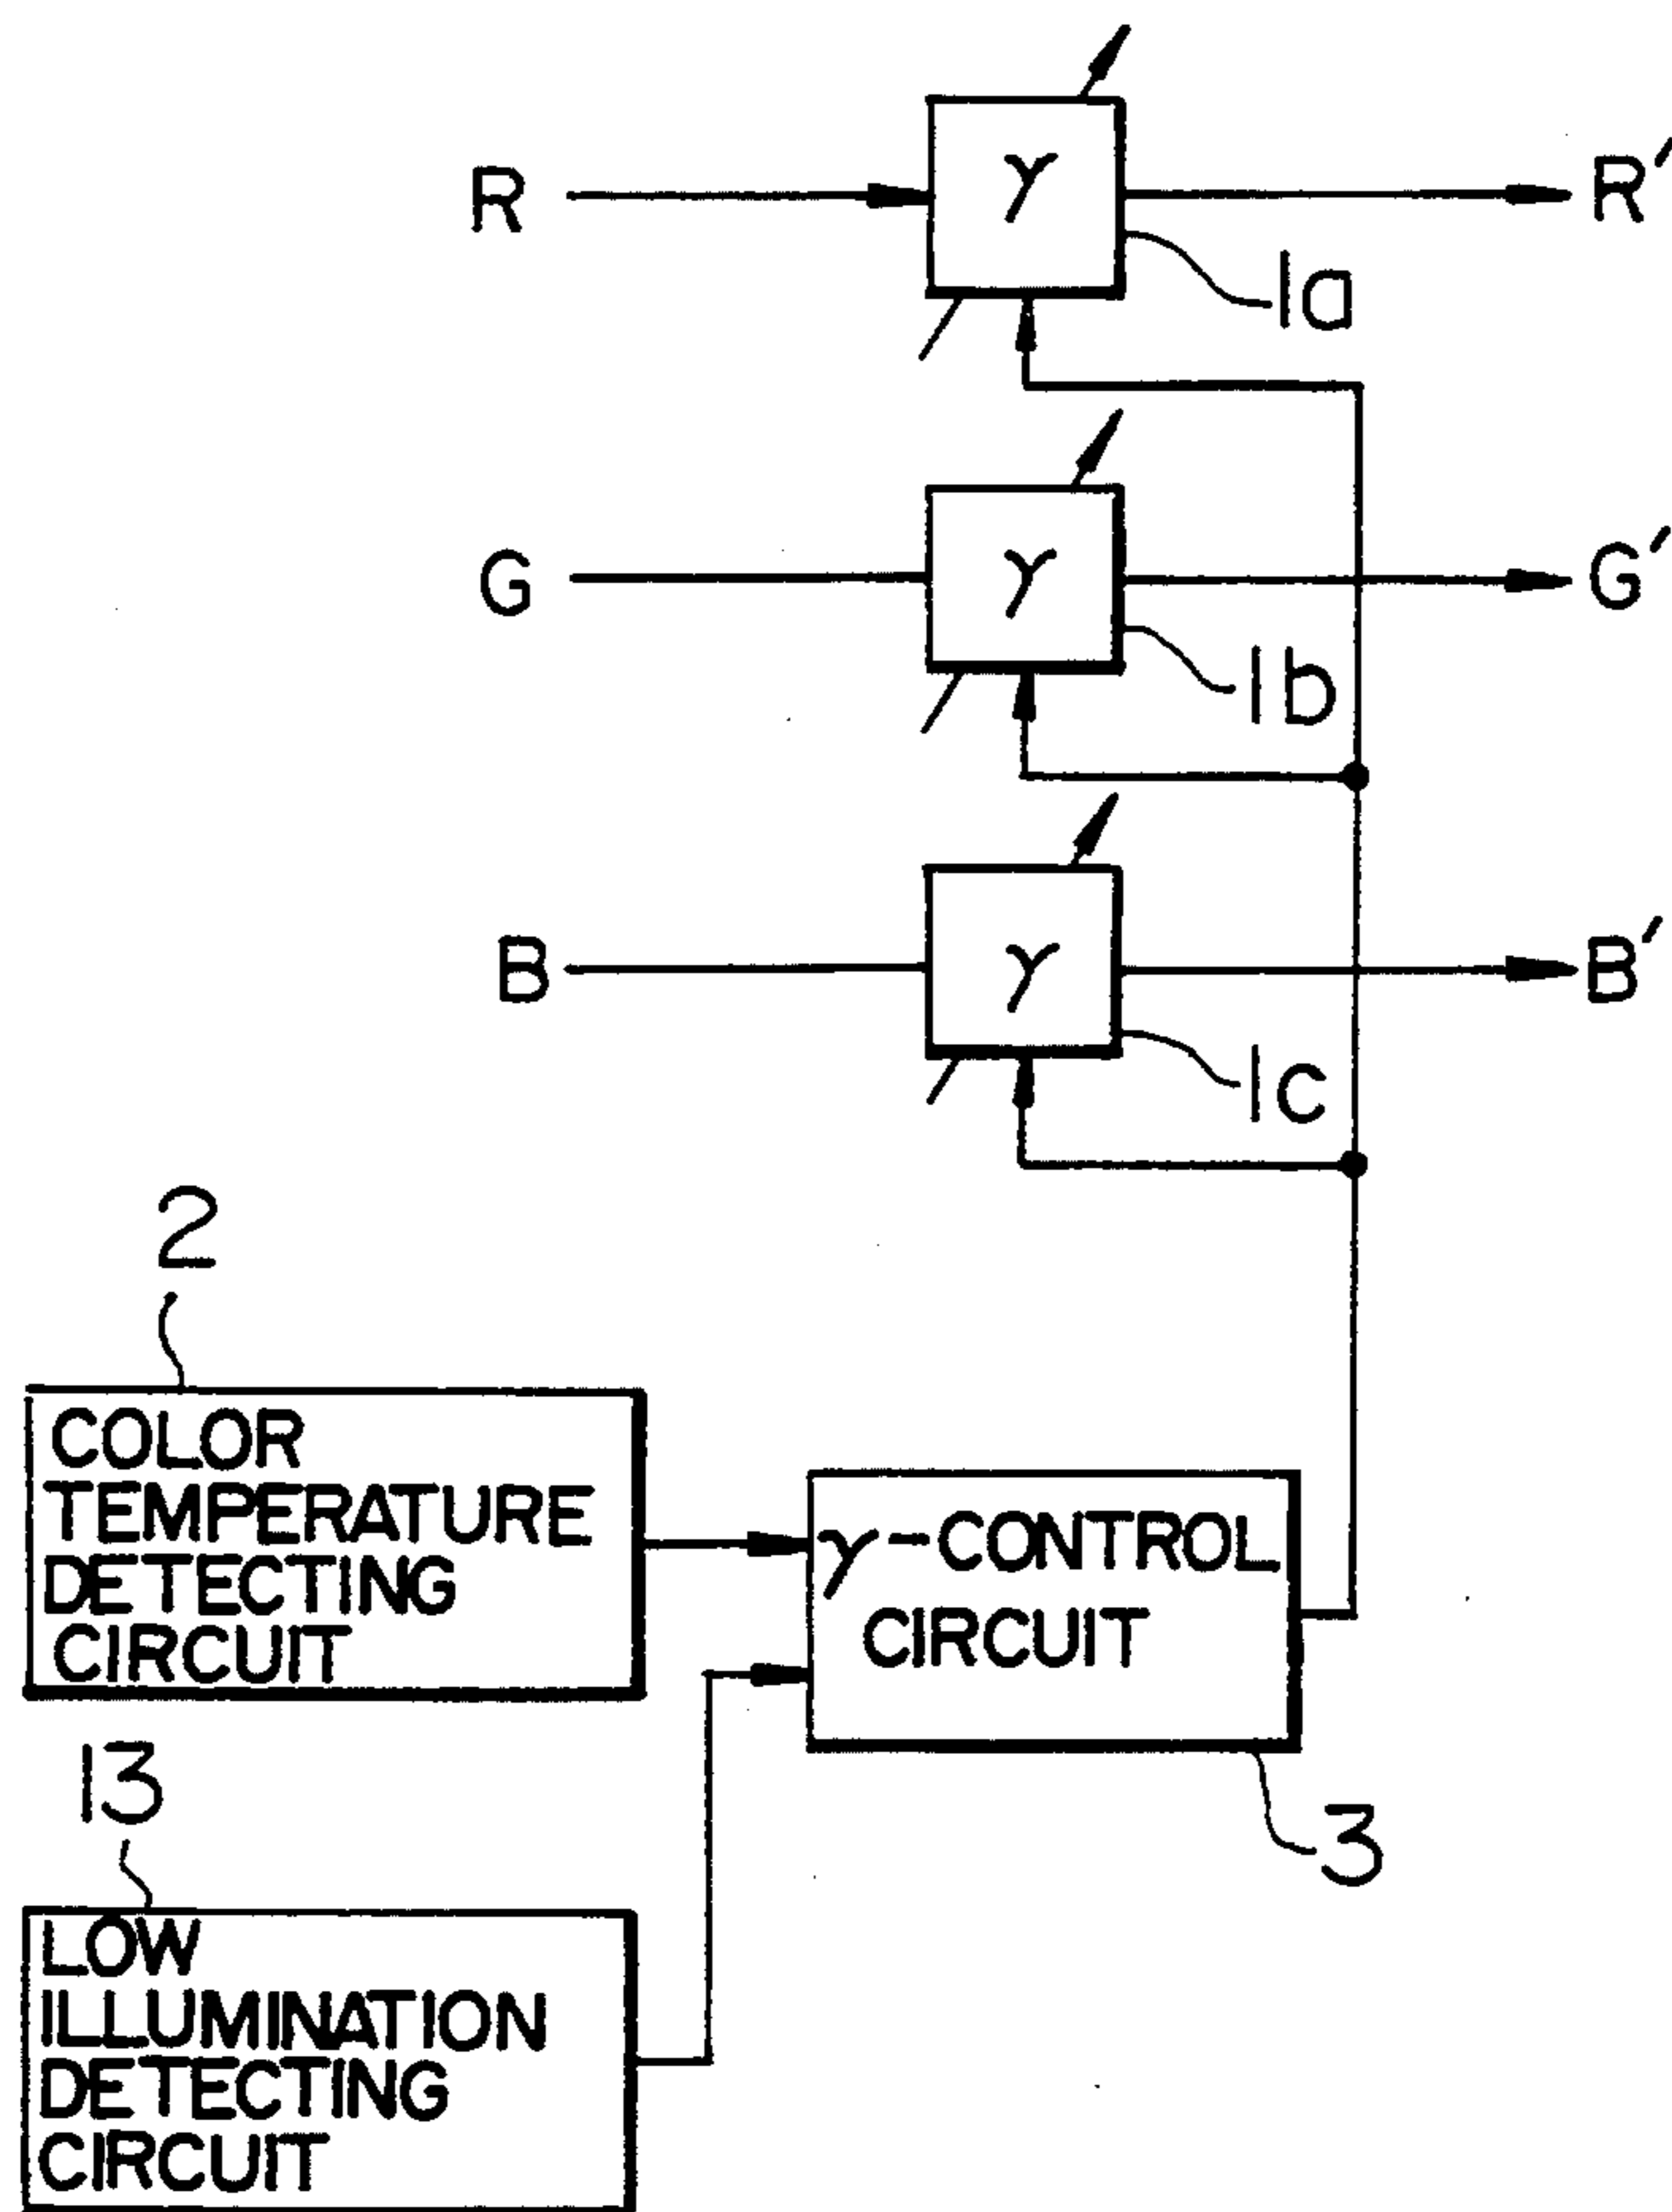 R
γ
R′
1a
G
γ
G′
1b
B
γ
B′
1c
2
COLOR
TEMPERATURE
DETECTING
CIRCUIT
γ-CONTROL
CIRCUIT
3
13
LOW
ILLUMINATION
DETECTING
CIRCUIT